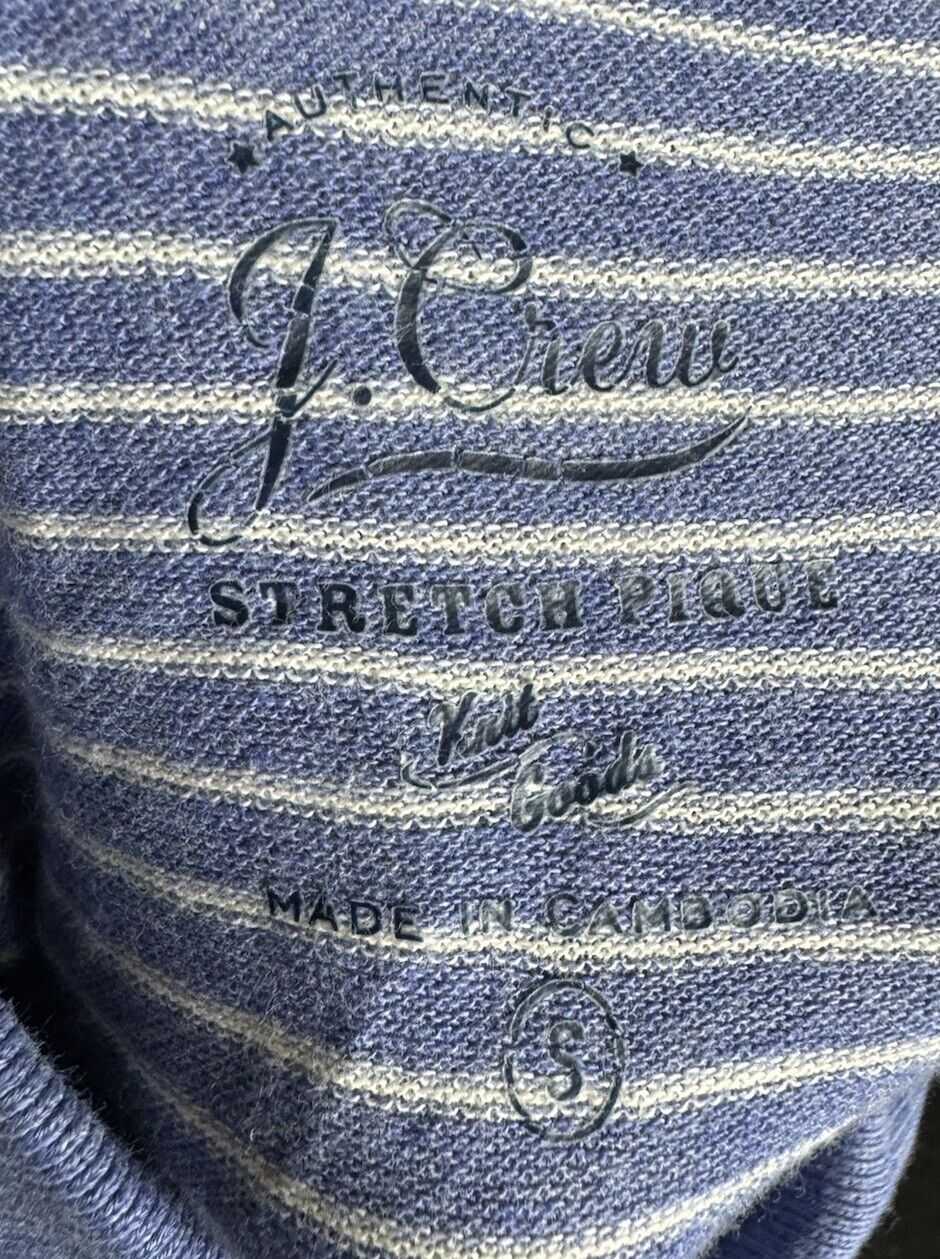 AUTHENTIC
J.Crew
STRETCH PIQUE
Knit
Goods
MADE IN CAMBODIA
S